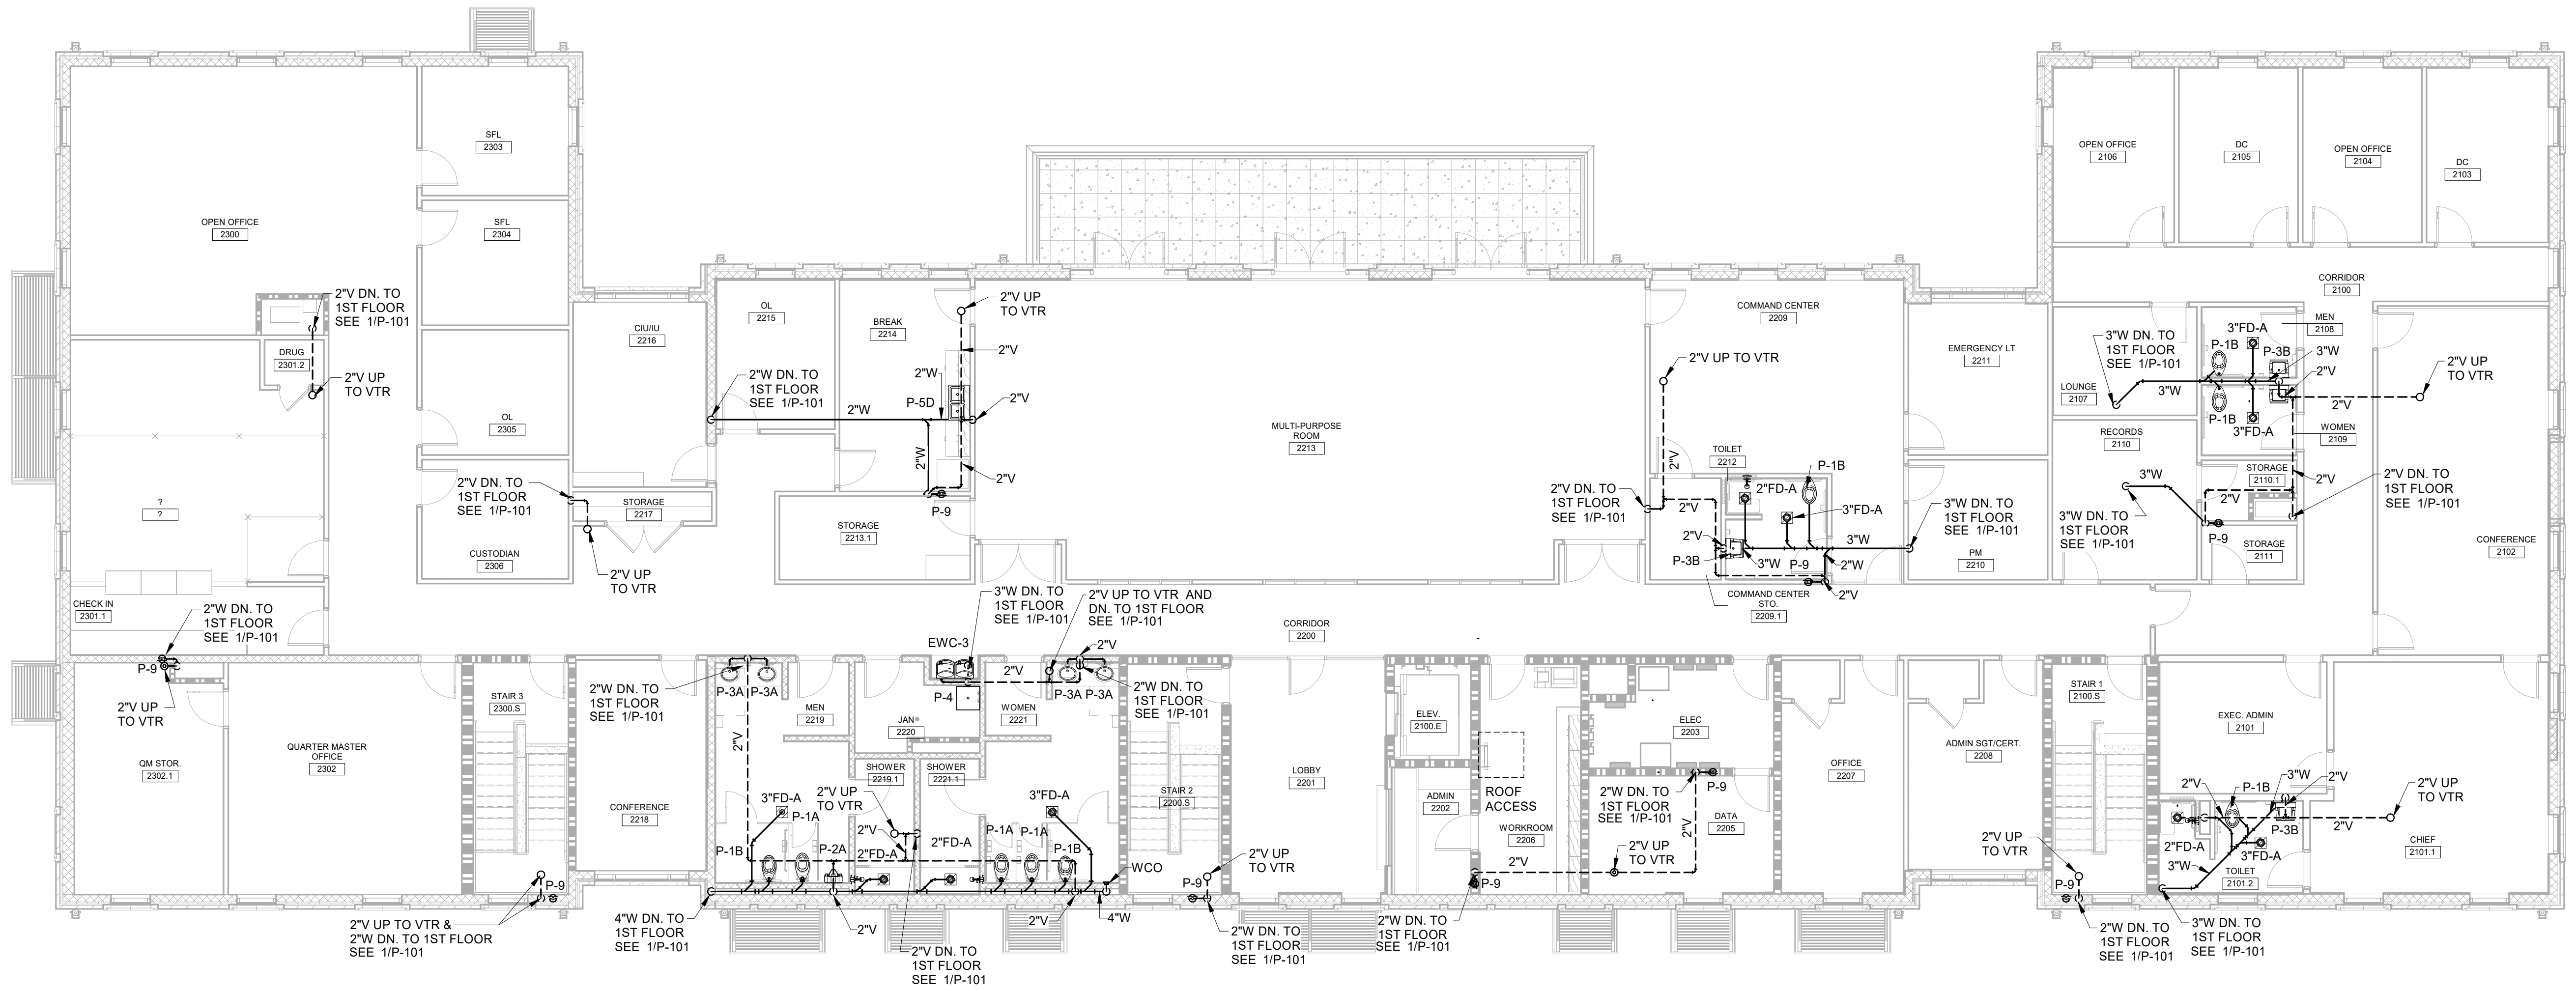 OPEN OFFICE
2300
SFL
2303
SFL
2304
OL
2305
CUSTODIAN
2306
2"V DN. TO
1ST FLOOR
SEE 1/P-101
DRUG
2301.2
2"V UP
TO VTR
?
?
CHECK IN
2301.1
2"W DN. TO
1ST FLOOR
SEE 1/P-101
P-9
2"V UP
TO VTR
QM STOR.
2302.1
QUARTER MASTER
OFFICE
2302
STAIR 3
2300.S
P-9
2"V UP TO VTR &
2"W DN. TO 1ST FLOOR
SEE 1/P-101
CIU/IU
2216
2"V DN. TO
1ST FLOOR
SEE 1/P-101
STORAGE
2217
2"V UP
TO VTR
OL
2215
2"W DN. TO
1ST FLOOR
SEE 1/P-101
BREAK
2214
2"V UP
TO VTR
2"V
2"W
P-5D
2"W
2"V
2"W
2"V
P-9
STORAGE
2213.1
MULTI-PURPOSE
ROOM
2213
3"W DN. TO
1ST FLOOR
SEE 1/P-101
2"V UP TO VTR AND
DN. TO 1ST FLOOR
SEE 1/P-101
CORRIDOR
2200
EWC-3
2"V
2"V
P-4
P-3A
P-3A
P-3A
P-3A
2"W DN. TO
1ST FLOOR
SEE 1/P-101
2"W DN. TO
1ST FLOOR
SEE 1/P-101
MEN
2219
JAN
2220
WOMEN
2221
2"V
CONFERENCE
2218
SHOWER
2219.1
SHOWER
2221.1
2"V UP
TO VTR
3"FD-A
P-1A
3"FD-A
2"V
P-1B
P-2A
2"FD-A
2"FD-A
P-1A
P-1A
P-1B
WCO
4"W DN. TO
1ST FLOOR
SEE 1/P-101
2"V
2"V
4"W
2"V DN. TO
1ST FLOOR
SEE 1/P-101
STAIR 2
2200.S
2"V UP
TO VTR
P-9
2"W DN. TO
1ST FLOOR
SEE 1/P-101
LOBBY
2201
ELEV.
2100.E
ADMIN
2202
ROOF
ACCESS
WORKROOM
2206
2"V
P-9
2"W DN. TO
1ST FLOOR
SEE 1/P-101
ELEC
2203
2"W DN. TO
1ST FLOOR
SEE 1/P-101
P-9
DATA
2205
2"V
2"V UP
TO VTR
OFFICE
2207
ADMIN SGT/CERT.
2208
COMMAND CENTER
2209
2"V UP TO VTR
2"V
TOILET
2212
P-1B
2"FD-A
3"FD-A
2"V DN. TO
1ST FLOOR
SEE 1/P-101
2"V
2"V
P-3B
3"W
P-9
2"W
3"W
2"V
3"W DN. TO
1ST FLOOR
SEE 1/P-101
COMMAND CENTER
STO.
2209.1
EMERGENCY LT
2211
PM
2210
OPEN OFFICE
2106
DC
2105
OPEN OFFICE
2104
DC
2103
CORRIDOR
2100
MEN
2108
3"FD-A
P-1B
P-3B
3"W
2"V
3"W DN. TO
1ST FLOOR
SEE 1/P-101
LOUNGE
2107
3"W
P-1B
3"FD-A
2"V
2"V UP
TO VTR
WOMEN
2109
RECORDS
2110
3"W
STORAGE
2110.1
2"V
2"V
2"V DN. TO
1ST FLOOR
SEE 1/P-101
3"W DN. TO
1ST FLOOR
SEE 1/P-101
P-9
STORAGE
2111
CONFERENCE
2102
STAIR 1
2100.S
EXEC. ADMIN
2101
2"V
P-1B
3"W
2"V
2"V UP
TO VTR
P-3B
2"V
2"FD-A
3"FD-A
3"W
TOILET
2101.2
CHIEF
2101.1
2"V UP
TO VTR
P-9
2"W DN. TO
1ST FLOOR
SEE 1/P-101
3"W DN. TO
1ST FLOOR
SEE 1/P-101